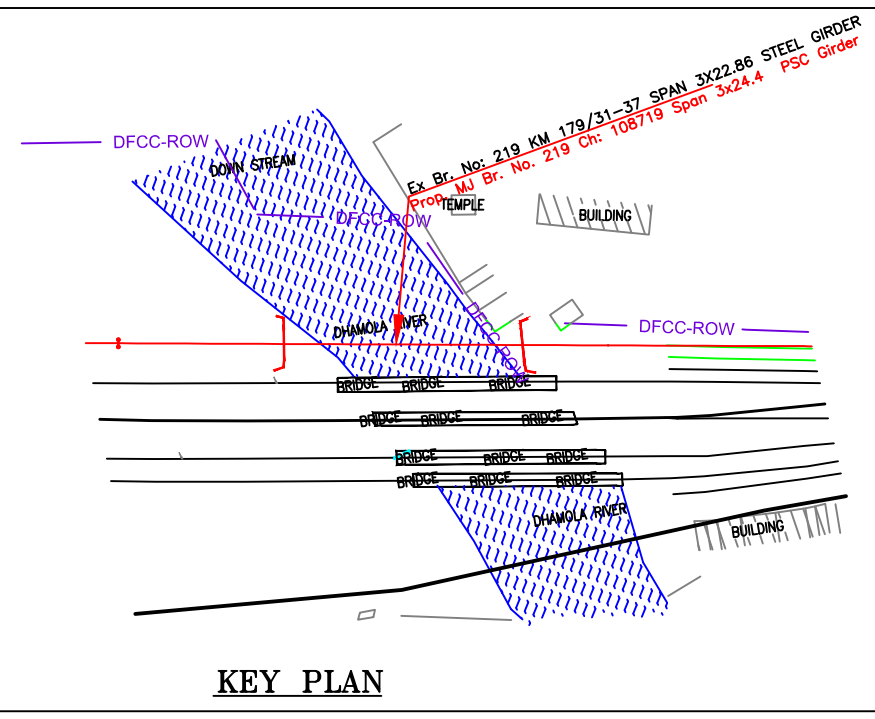 Ex Br. No: 219 KM 179/31-37 SPAN 3X22.86 STEEL GIRDER
Prop. MJ Br. No. 219 Ch: 108719 Span 3x24.4 PSC Girder
DFCC-ROW
DOWN STREAM
TEMPLE
BUILDING
DFCC-ROW
DHAMOLA RIVER
DFCC-ROW
DFCC-ROW
BRIDGE BRIDGE BRIDGE
BRIDGE BRIDGE BRIDGE
BRIDGE BRIDGE BRIDGE
BRIDGE BRIDGE BRIDGE
DHAMOLA RIVER
BUILDING
KEY PLAN